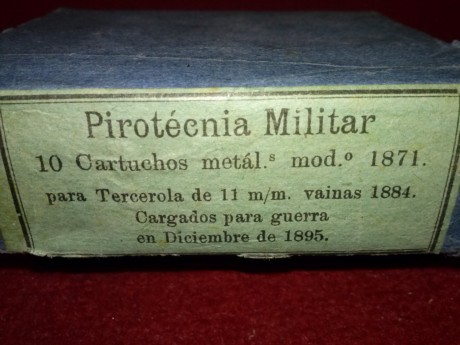 Pirotécnia Militar
10 Cartuchos metál.ˢ mod.º 1871.
para Tercerola de 11 m/m. vainas 1884.
Cargados para guerra
en Diciembre de 1895.